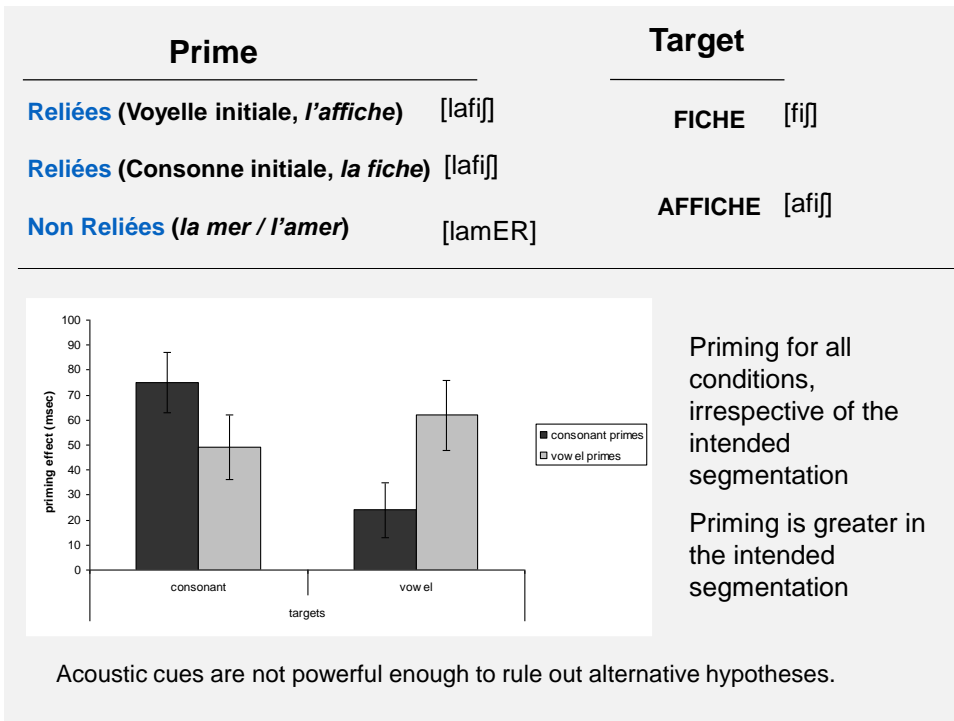 Prime
Target
Reliées (Voyelle initiale, l'affiche) [lafiʃ]
FICHE [fiʃ]
Reliées (Consonne initiale, la fiche) [lafiʃ]
AFFICHE [afiʃ]
Non Reliées (la mer / l'amer) [lamER]
100
90
80
70
60
50
40
30
20
10
0
priming effect (msec)
consonant
vowel
targets
consonant primes
vowel primes
Priming for all
conditions,
irrespective of the
intended
segmentation
Priming is greater in
the intended
segmentation
Acoustic cues are not powerful enough to rule out alternative hypotheses.